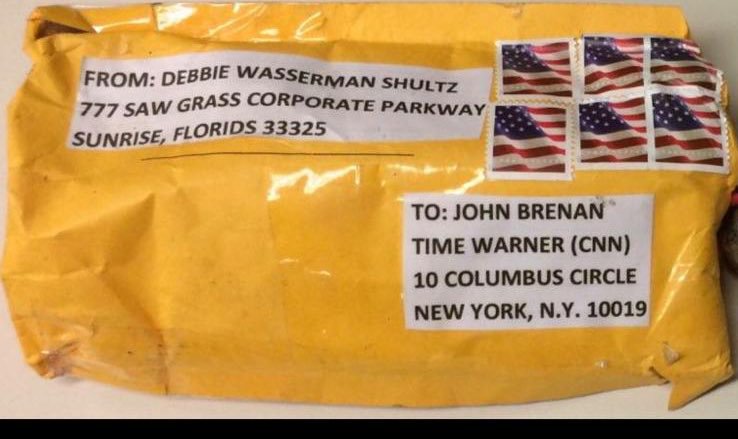 FROM: DEBBIE WASSERMAN SHULTZ
777 SAW GRASS CORPORATE PARKWAY
SUNRISE, FLORIDS 33325
TO: JOHN BRENAN
TIME WARNER (CNN)
10 COLUMBUS CIRCLE
NEW YORK, N.Y. 10019